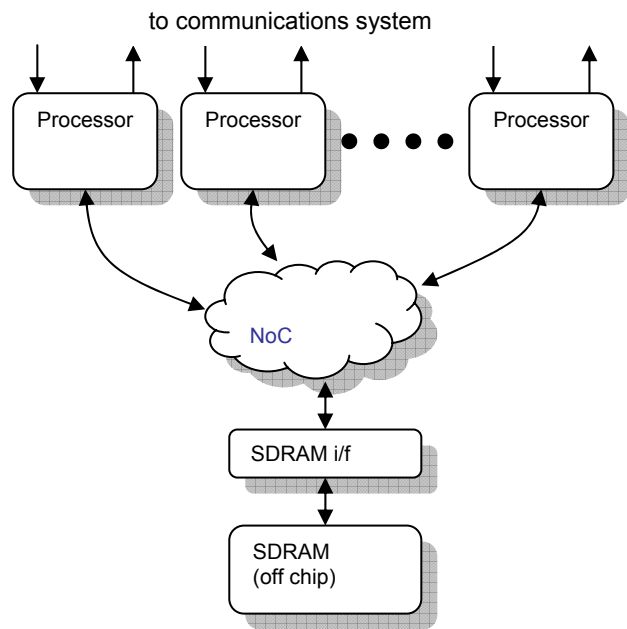 to communications system
Processor
Processor
Processor
NoC
SDRAM i/f
SDRAM
(off chip)